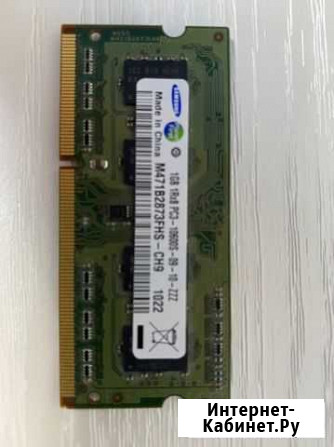 SAMSUNG
1GB 1Rx8 PC3-10600S-09-10-ZZZ
Made in China
M471B2873FHS-CH9 1022
Интернет-
Кабинет.Ру